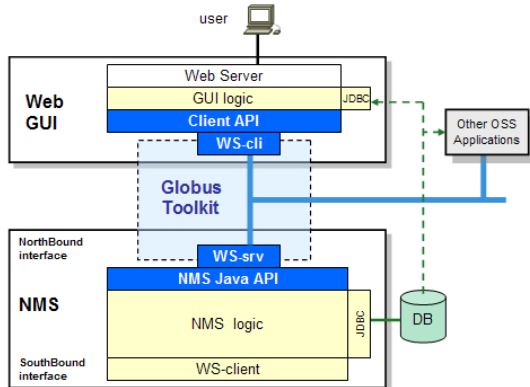 user
Web Server
Web
GUI
GUI logic
JDBC
Client API
WS-cli
Other OSS
Applications
Globus
Toolkit
NorthBound
interface
WS-srv
NMS Java API
NMS
NMS logic
JDBC
DB
SouthBound
interface
WS-client